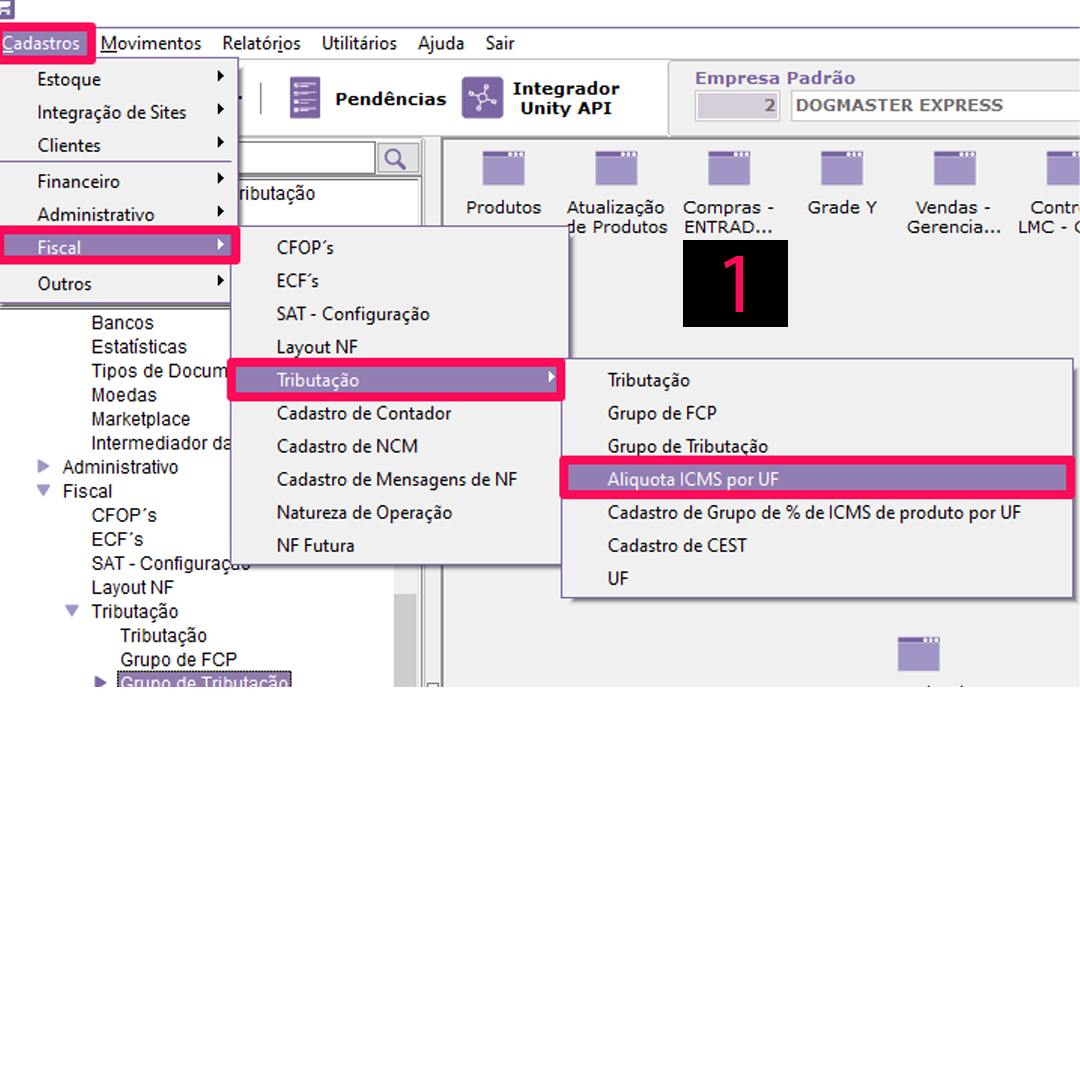 Cadastros Movimentos Relatórios Utilitários Ajuda Sair
Estoque
Integração de Sites
Clientes
Financeiro
Administrativo
Fiscal
Outros
Pendências
Integrador
Unity API
Empresa Padrão
2 DOGMASTER EXPRESS
ributação
Produtos
Atualização
de Produtos
Compras -
ENTRAD...
Grade Y
Vendas -
Gerencia...
Contr
LMC - C
1
CFOP´s
ECF´s
SAT - Configuração
Layout NF
Tributação
Cadastro de Contador
Cadastro de NCM
Cadastro de Mensagens de NF
Natureza de Operação
NF Futura
Tributação
Grupo de FCP
Grupo de Tributação
Aliquota ICMS por UF
Cadastro de Grupo de % de ICMS de produto por UF
Cadastro de CEST
UF
Bancos
Estatísticas
Tipos de Docum
Moedas
Marketplace
Intermediador da
Administrativo
Fiscal
CFOP´s
ECF´s
SAT - Configuração
Layout NF
Tributação
Tributação
Grupo de FCP
Grupo de Tributação